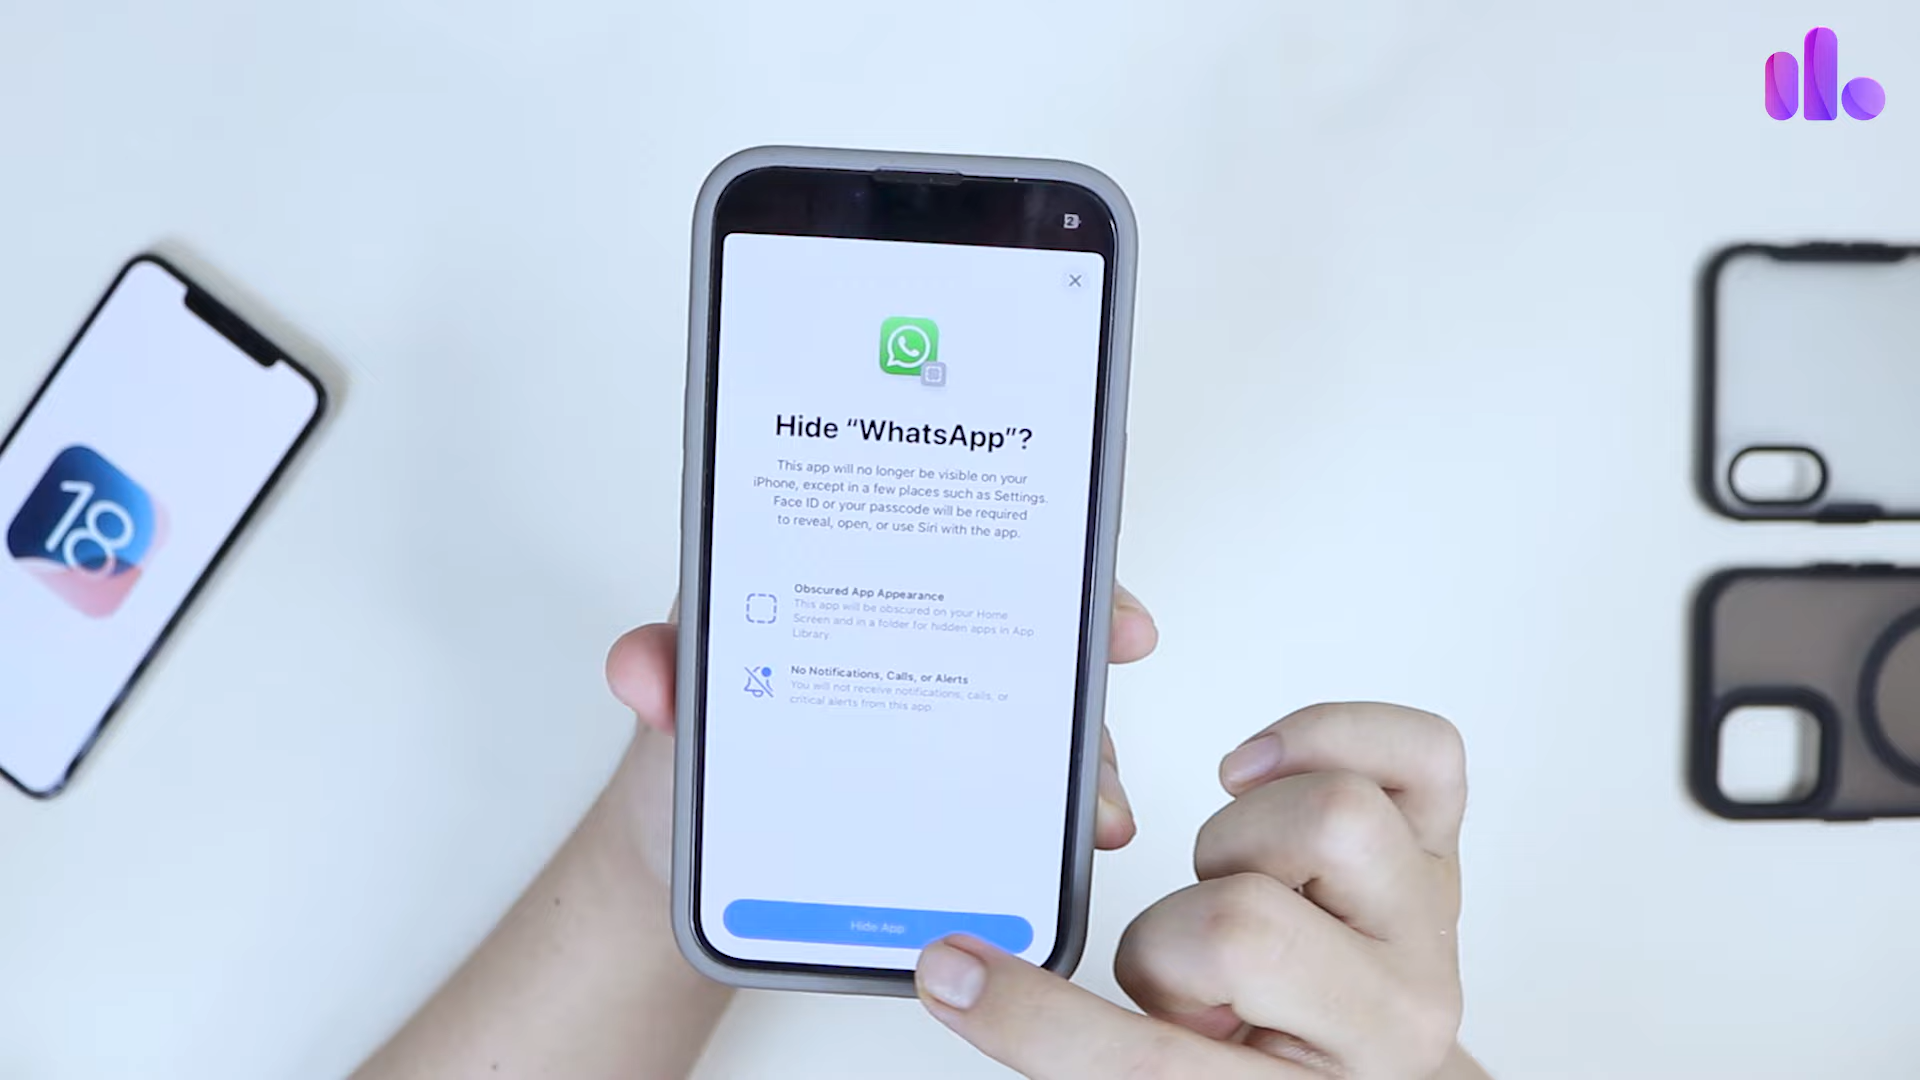 2
Hide “WhatsApp”?
This app will no longer be visible on your
iPhone, except in a few places such as Settings.
Face ID or your passcode will be required
to reveal, open, or use Siri with the app.
Obscured App Appearance
This app will be obscured on your Home
Screen and in a folder for hidden apps in App
Library.
No Notifications, Calls, or Alerts
You will not receive notifications, calls, or
critical alerts from this app.
Hide App
18